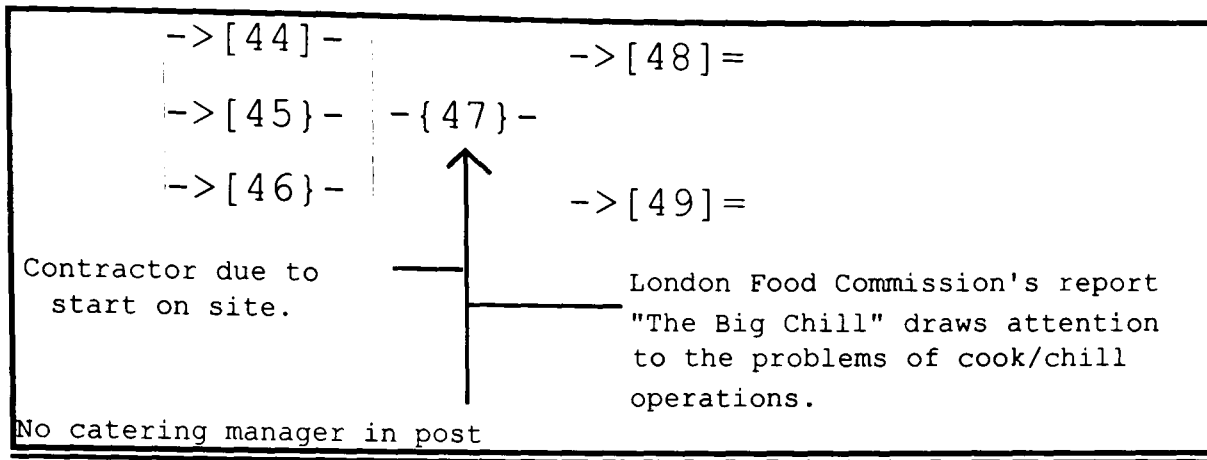 ->[44]-
->[48]=
->[45}- -{47}-
->[46}-
->[49]=
Contractor due to
start on site.
London Food Commission's report
"The Big Chill" draws attention
to the problems of cook/chill
operations.
No catering manager in post